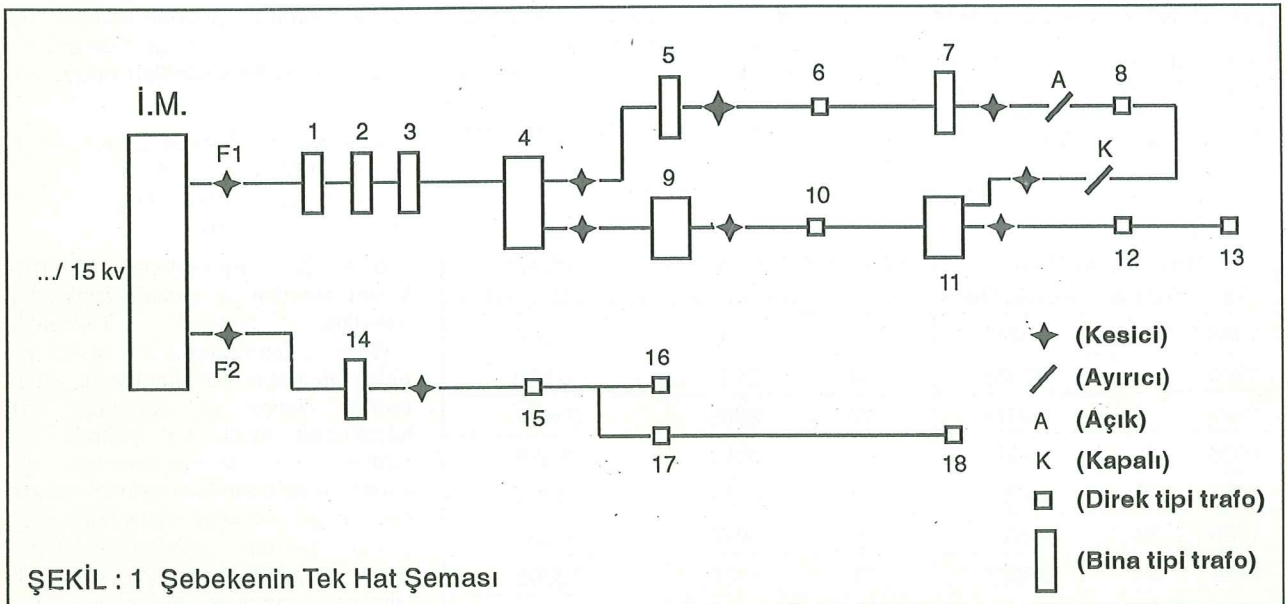 5
6
7
A
8
İ.M.
F1
1
2
3
4
9
10
K
11
12
13
.../ 15 kv
F2
14
15
16
17
18
(Kesici)
(Ayırıcı)
A (Açık)
K (Kapalı)
(Direk tipi trafo)
(Bina tipi trafo)
ŞEKİL : 1 Şebekenin Tek Hat Şeması